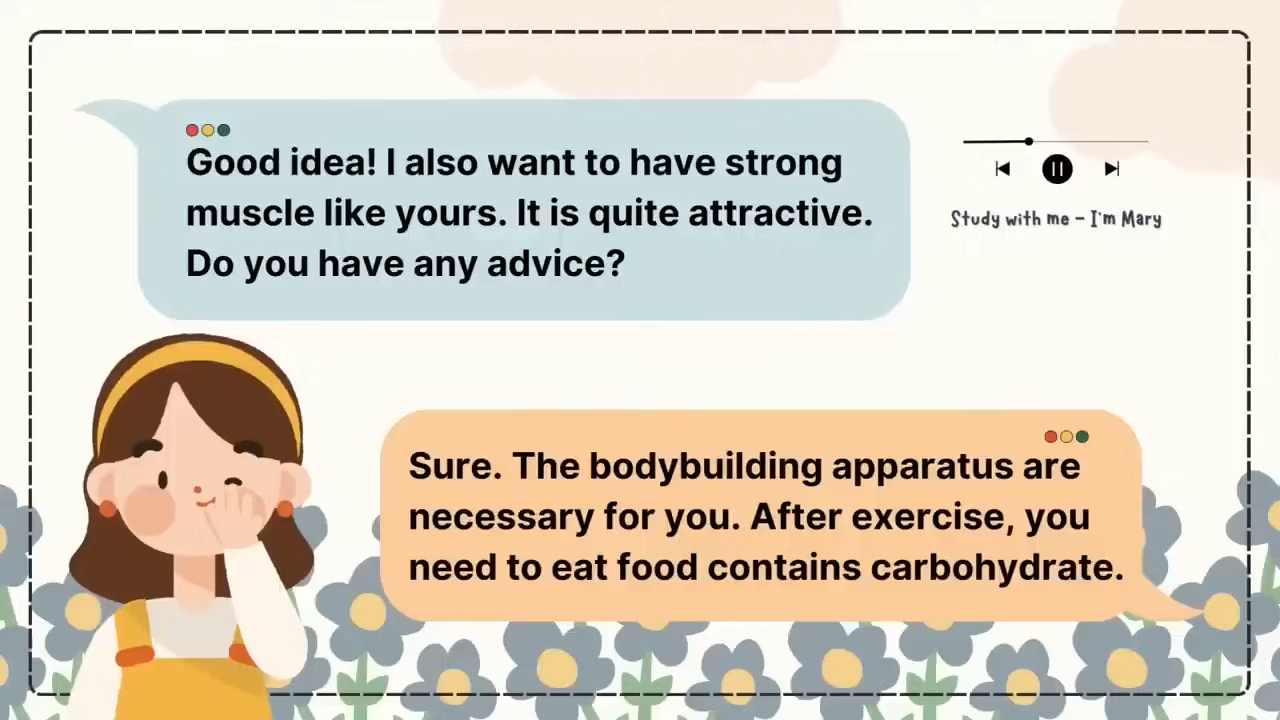 Good idea! I also want to have strong
muscle like yours. It is quite attractive.
Do you have any advice?
Study with me - I'm Mary
Sure. The bodybuilding apparatus are
necessary for you. After exercise, you
need to eat food contains carbohydrate.